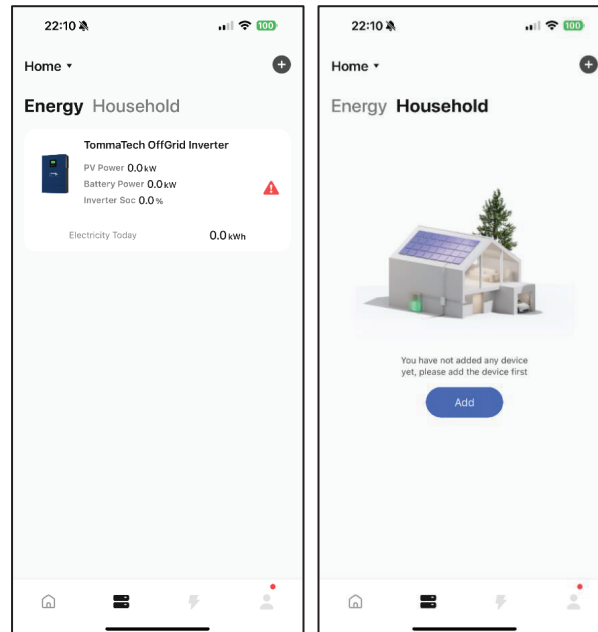 22:10
100
Home
Energy Household
TommaTech OffGrid Inverter
PV Power 0.0 kW
Battery Power 0.0 kW
Inverter Soc 0.0 %
Electricity Today 0.0 kWh
22:10
100
Home
Energy Household
You have not added any device
yet, please add the device first
Add